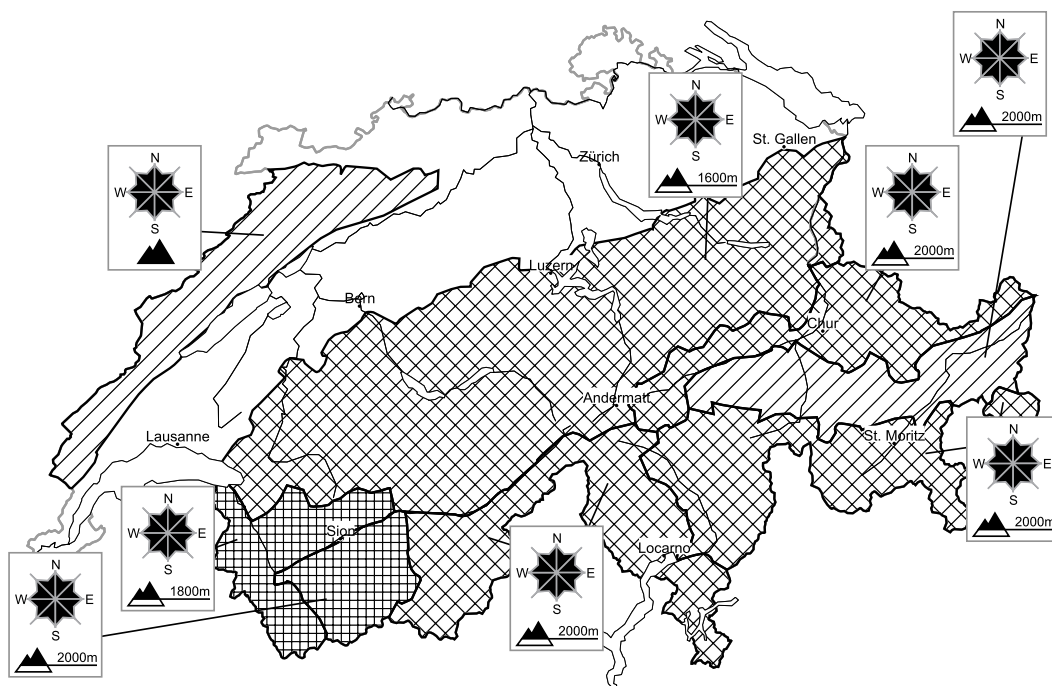 N
W E
S
2000m
N
W E
S
1600m
St. Gallen
Zürich
N
W E
S
N
W E
S
2000m
Luzern
Bern
Chur
Andermatt
Lausanne
St. Moritz
N
W E
S
2000m
N
W E
S
1800m
Sion
Locarno
N
W E
S
2000m
N
W E
S
2000m